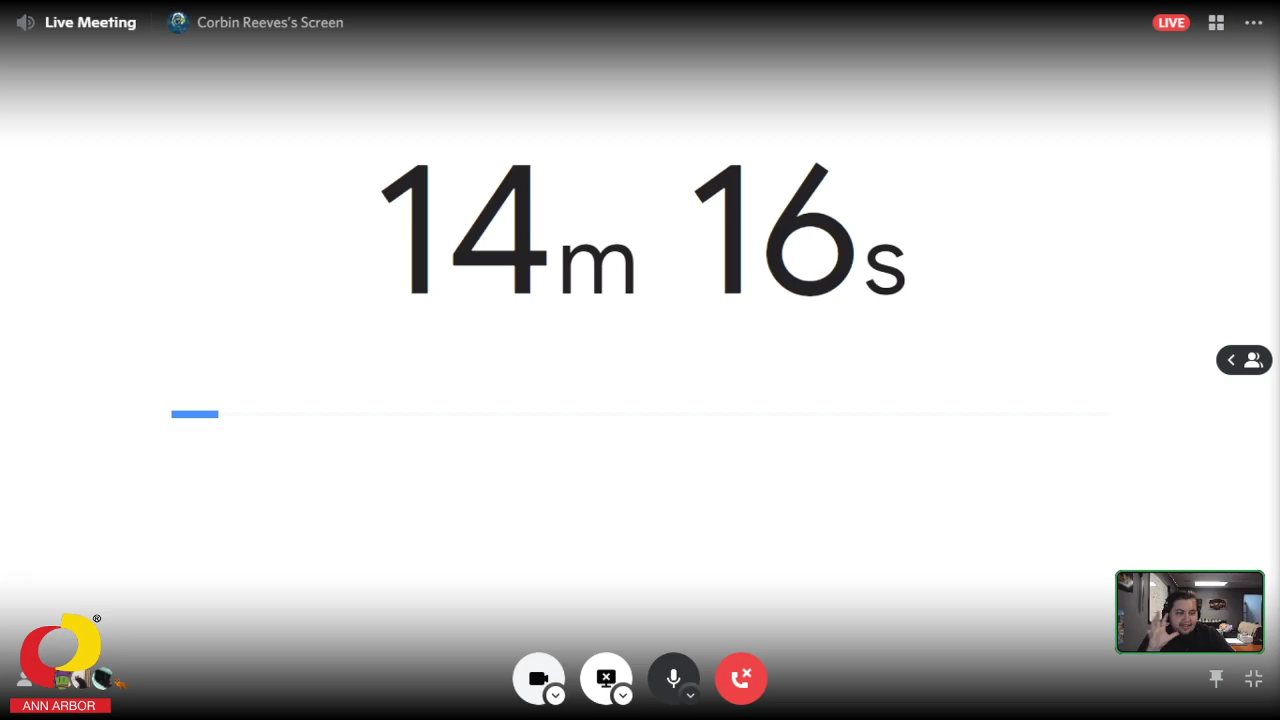 Live Meeting
Corbin Reeves's Screen
LIVE
14m 16s
®
ANN ARBOR